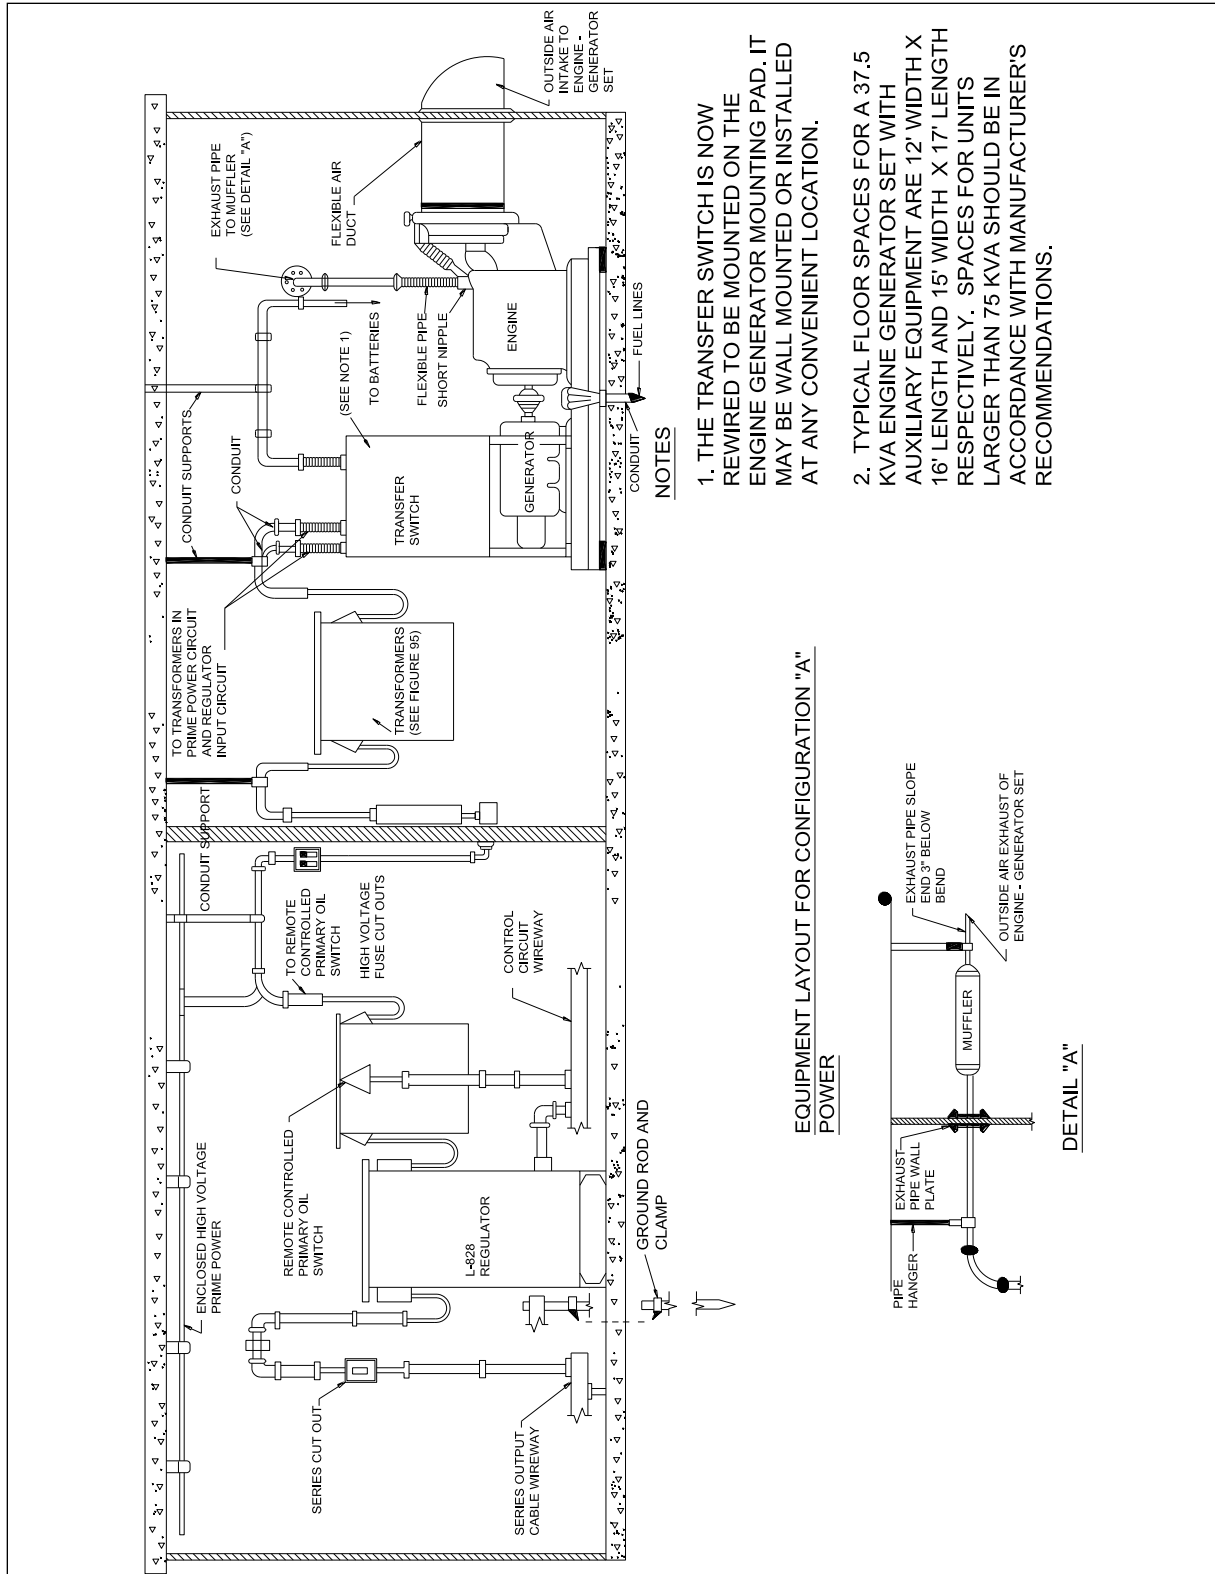 ENCLOSED HIGH VOLTAGE
PRIME POWER
CONDUIT SUPPORT
TO TRANSFORMERS IN
PRIME POWER CIRCUIT
AND REGULATOR
INPUT CIRCUIT
CONDUIT SUPPORTS
CONDUIT
EXHAUST PIPE
TO MUFFLER
(SEE DETAIL "A")
OUTSIDE AIR
INTAKE TO
ENGINE -
GENERATOR
SET
SERIES CUT OUT
REMOTE CONTROLLED
PRIMARY OIL
SWITCH
TO REMOTE
CONTROLLED
PRIMARY OIL
SWITCH
HIGH VOLTAGE
FUSE CUT OUTS
(SEE NOTE 1)
TO BATTERIES
FLEXIBLE AIR
DUCT
FLEXIBLE PIPE
SHORT NIPPLE
L-828
REGULATOR
CONTROL
CIRCUIT
WIREWAY
TRANSFORMERS
(SEE FIGURE 95)
TRANSFER
SWITCH
GENERATOR
ENGINE
SERIES OUTPUT
CABLE WIREWAY
GROUND ROD AND
CLAMP
CONDUIT
FUEL LINES
NOTES
1. THE TRANSFER SWITCH IS NOW
REWIRED TO BE MOUNTED ON THE
ENGINE GENERATOR MOUNTING PAD. IT
MAY BE WALL MOUNTED OR INSTALLED
AT ANY CONVENIENT LOCATION.
2. TYPICAL FLOOR SPACES FOR A 37.5
KVA ENGINE GENERATOR SET WITH
AUXILIARY EQUIPMENT ARE 12' WIDTH X
16' LENGTH AND 15' WIDTH X 17' LENGTH
RESPECTIVELY. SPACES FOR UNITS
LARGER THAN 75 KVA SHOULD BE IN
ACCORDANCE WITH MANUFACTURER'S
RECOMMENDATIONS.
EQUIPMENT LAYOUT FOR CONFIGURATION "A"
POWER
PIPE
HANGER
EXHAUST
PIPE WALL
PLATE
MUFFLER
EXHAUST PIPE SLOPE
END 3" BELOW
BEND
OUTSIDE AIR EXHAUST OF
ENGINE - GENERATOR SET
DETAIL "A"